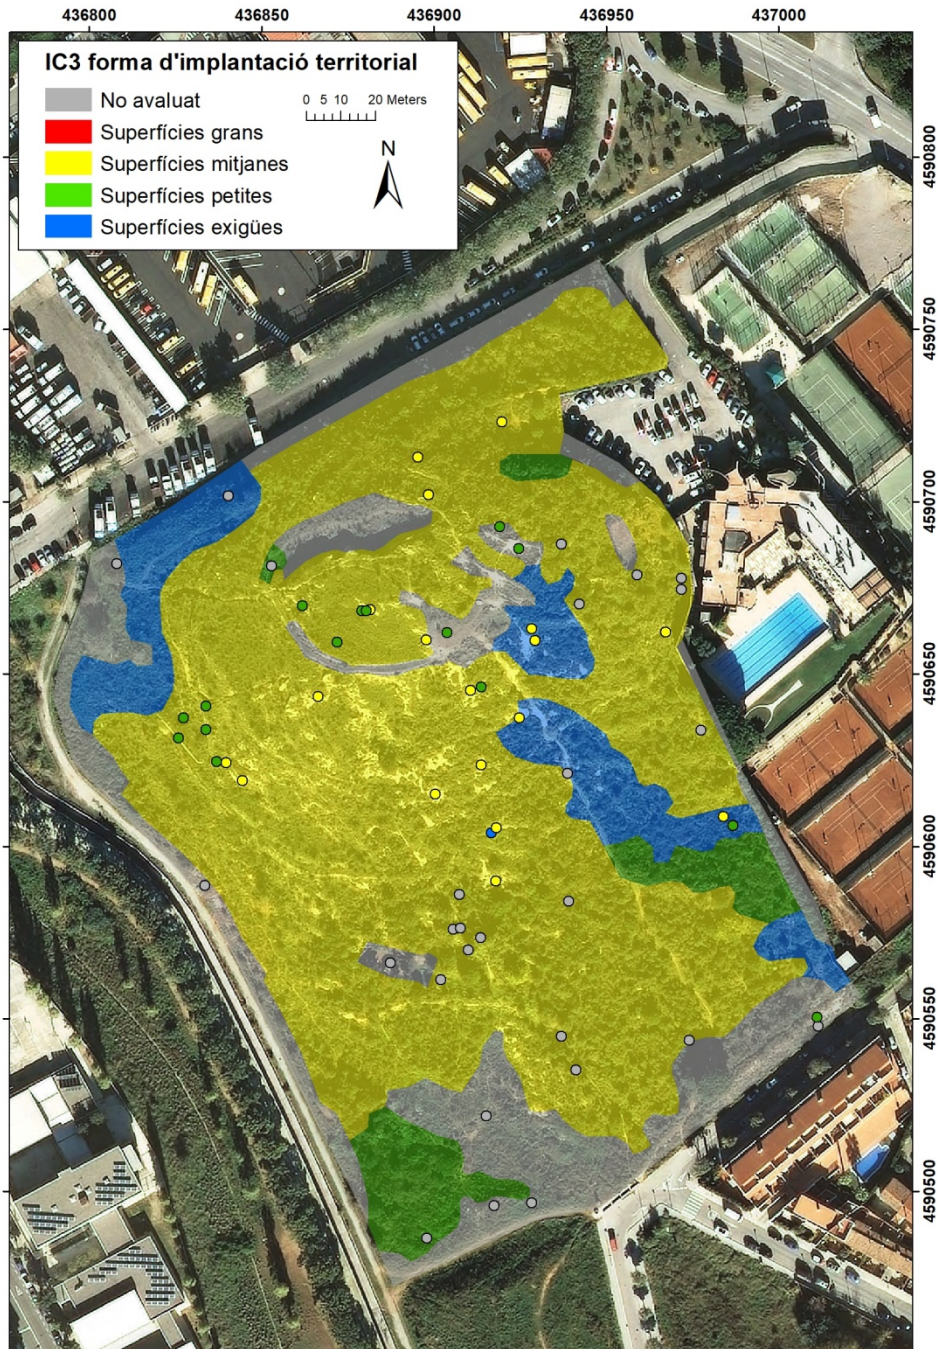 436800 436850 436900 436950 437000
IC3 forma d'implantació territorial
No avaluat
Superfícies grans
Superfícies mitjanes
Superfícies petites
Superfícies exigües
0 5 10 20 Meters
N
4590800
4590750
4590700
4590650
4590600
4590550
4590500